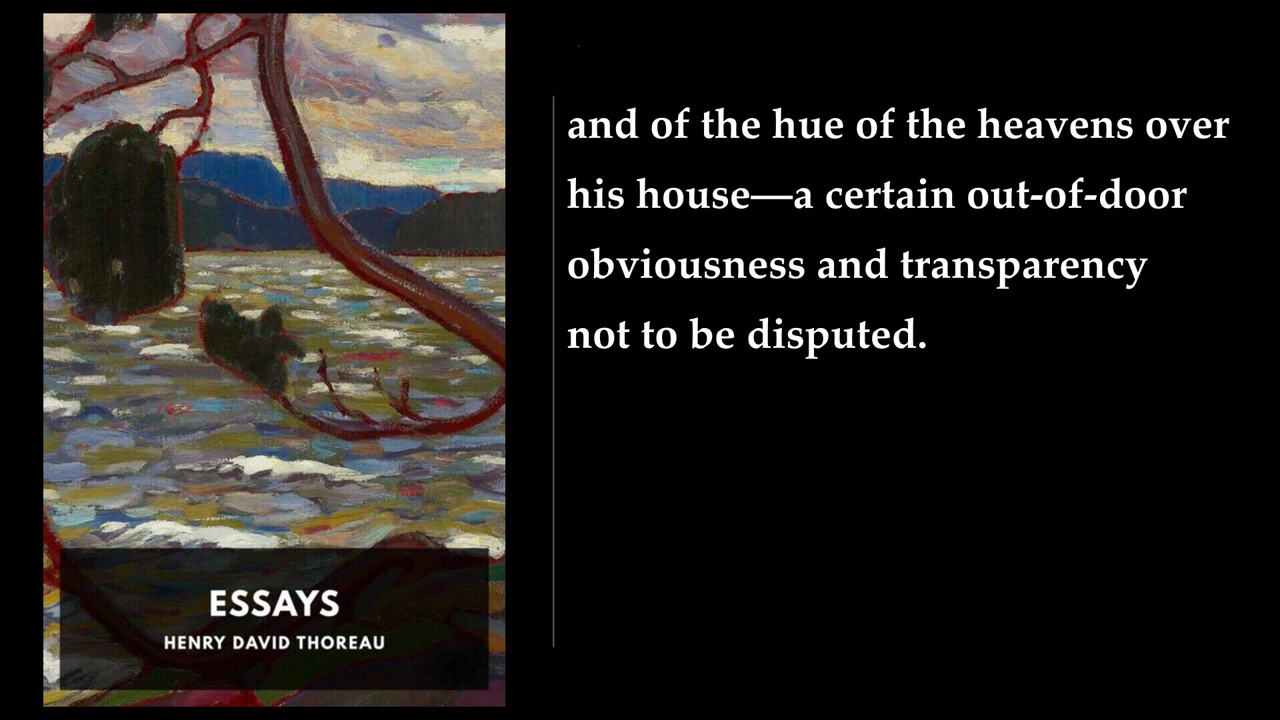 and of the hue of the heavens over
his house—a certain out-of-door
obviousness and transparency
not to be disputed.
ESSAYS
HENRY DAVID THOREAU